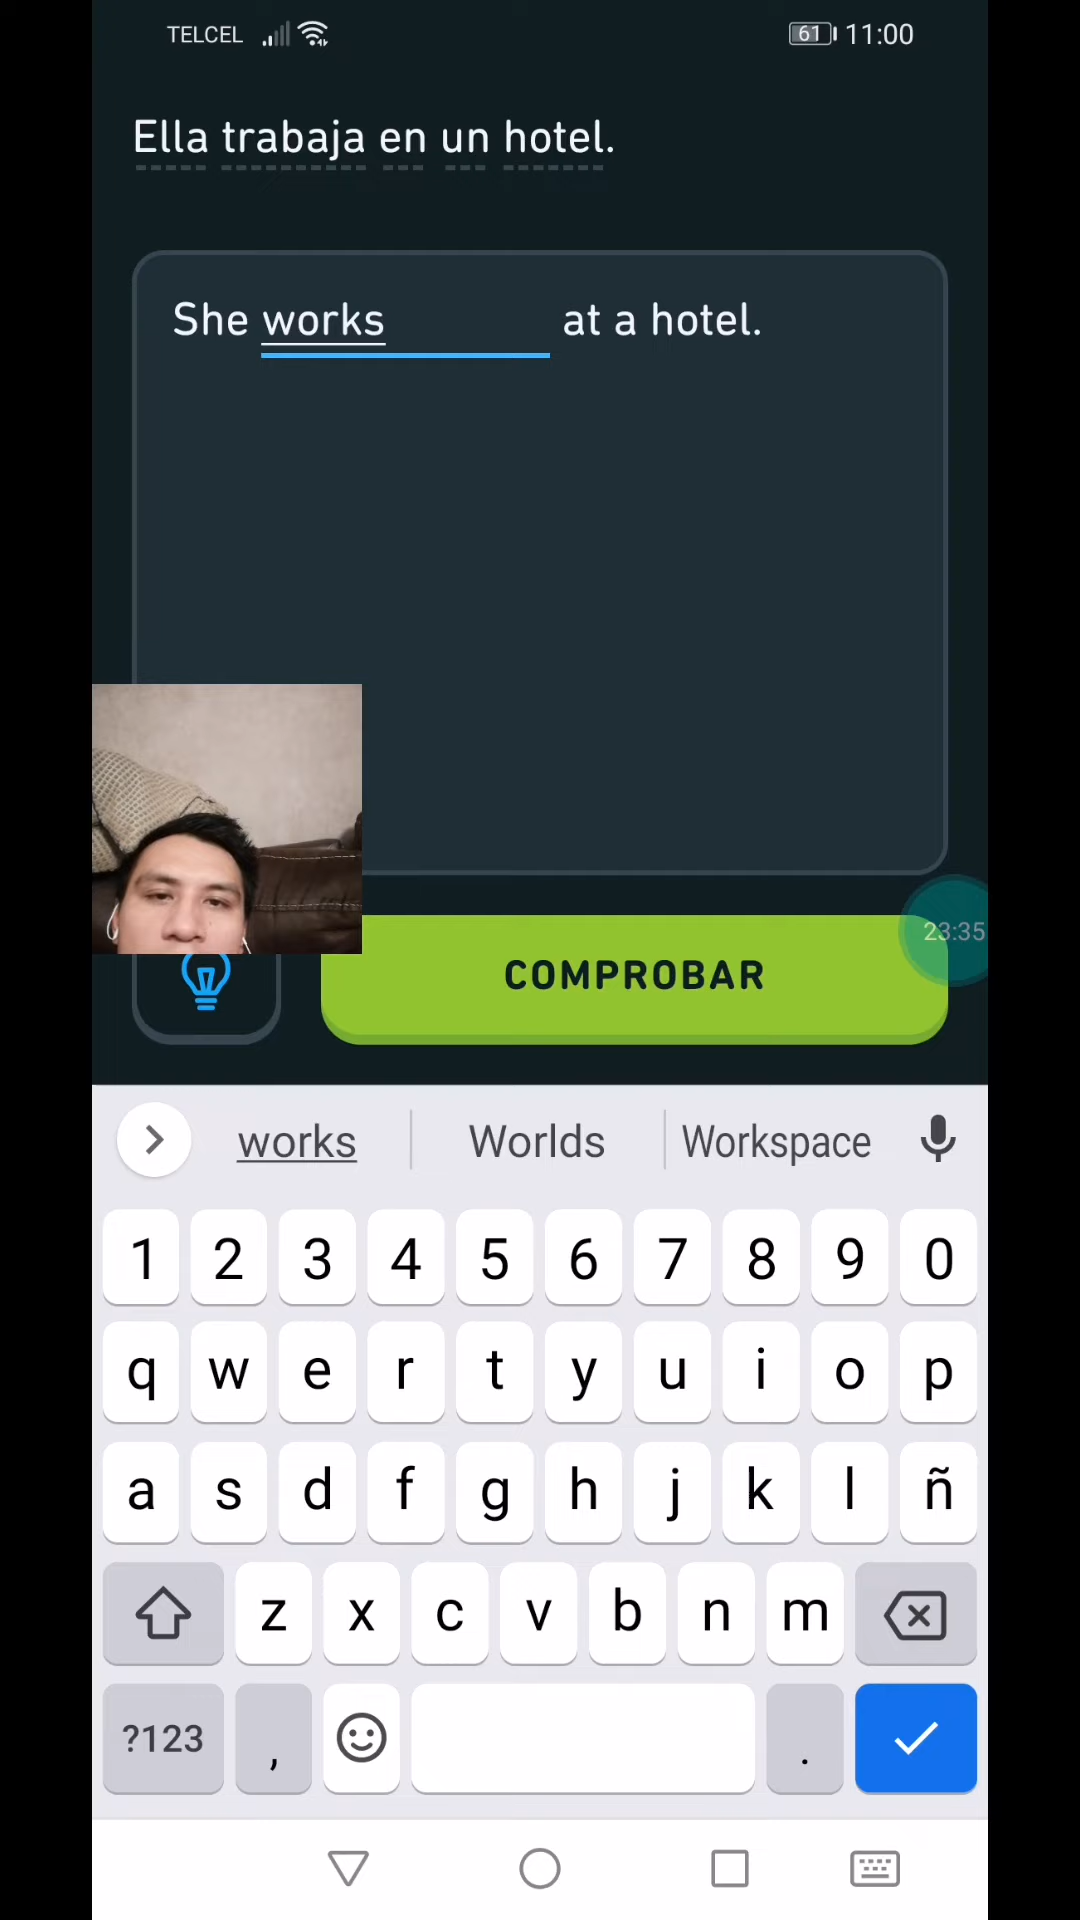 TELCEL 61 11:00
Ella trabaja en un hotel.
She works at a hotel.
23:35
COMPROBAR
works Worlds Workspace
1 2 3 4 5 6 7 8 9 0
q w e r t y u i o p
a s d f g h j k l ñ
z x c v b n m
?123 , .